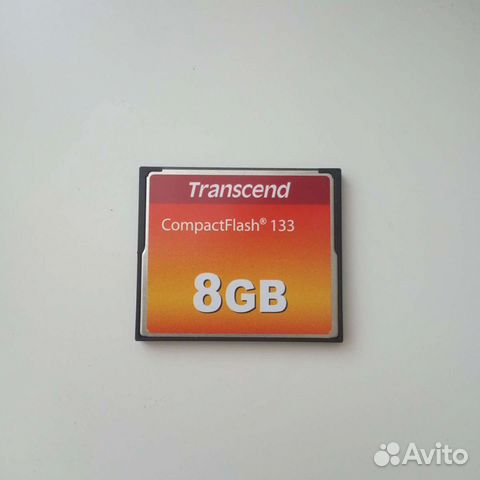 Transcend
CompactFlash® 133
8GB
Avito